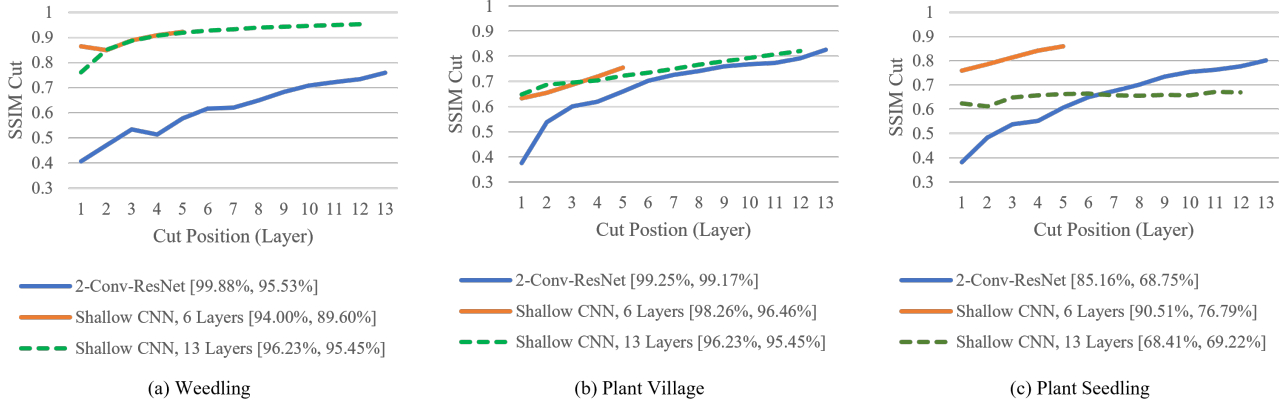 SSIM Cut
1
0.9
0.8
0.7
0.6
0.5
0.4
0.3
1 2 3 4 5 6 7 8 9 10 11 12 13
Cut Position (Layer)
2-Conv-ResNet [99.88%, 95.53%]
Shallow CNN, 6 Layers [94.00%, 89.60%]
Shallow CNN, 13 Layers [96.23%, 95.45%]
(a) Weedling
SSIM Cut
1
0.9
0.8
0.7
0.6
0.5
0.4
0.3
1 2 3 4 5 6 7 8 9 10 11 12 13
Cut Postion (Layer)
2-Conv-ResNet [99.25%, 99.17%]
Shallow CNN, 6 Layers [98.26%, 96.46%]
Shallow CNN, 13 Layers [96.23%, 95.45%]
(b) Plant Village
SSIM Cut
1
0.9
0.8
0.7
0.6
0.5
0.4
0.3
1 2 3 4 5 6 7 8 9 10 11 12 13
Cut Position (Layer)
2-Conv-ResNet [85.16%, 68.75%]
Shallow CNN, 6 Layers [90.51%, 76.79%]
Shallow CNN, 13 Layers [68.41%, 69.22%]
(c) Plant Seedling